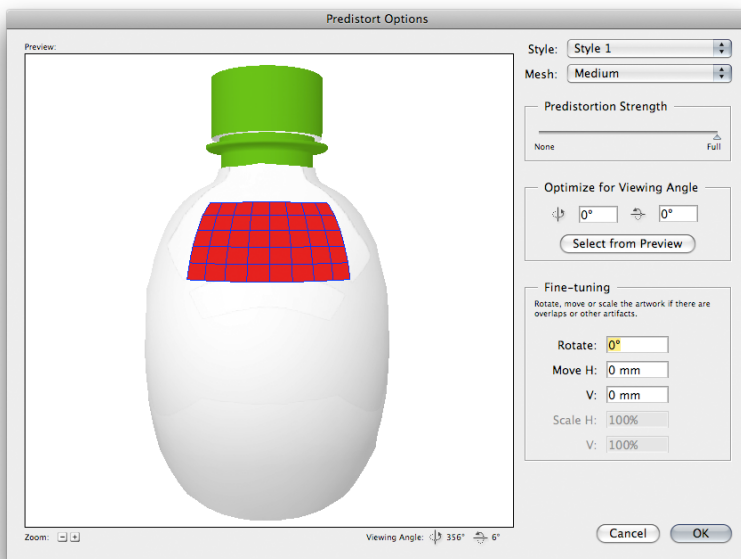 Predistort Options
Preview:
Style: Style 1
Mesh: Medium
Predistortion Strength
None Full
Optimize for Viewing Angle
0° 0°
Select from Preview
Fine-tuning
Rotate, move or scale the artwork if there are
overlaps or other artifacts.
Rotate: 0°
Move H: 0 mm
V: 0 mm
Scale H: 100%
V: 100%
Zoom: - + Viewing Angle: 356° 6°
Cancel OK